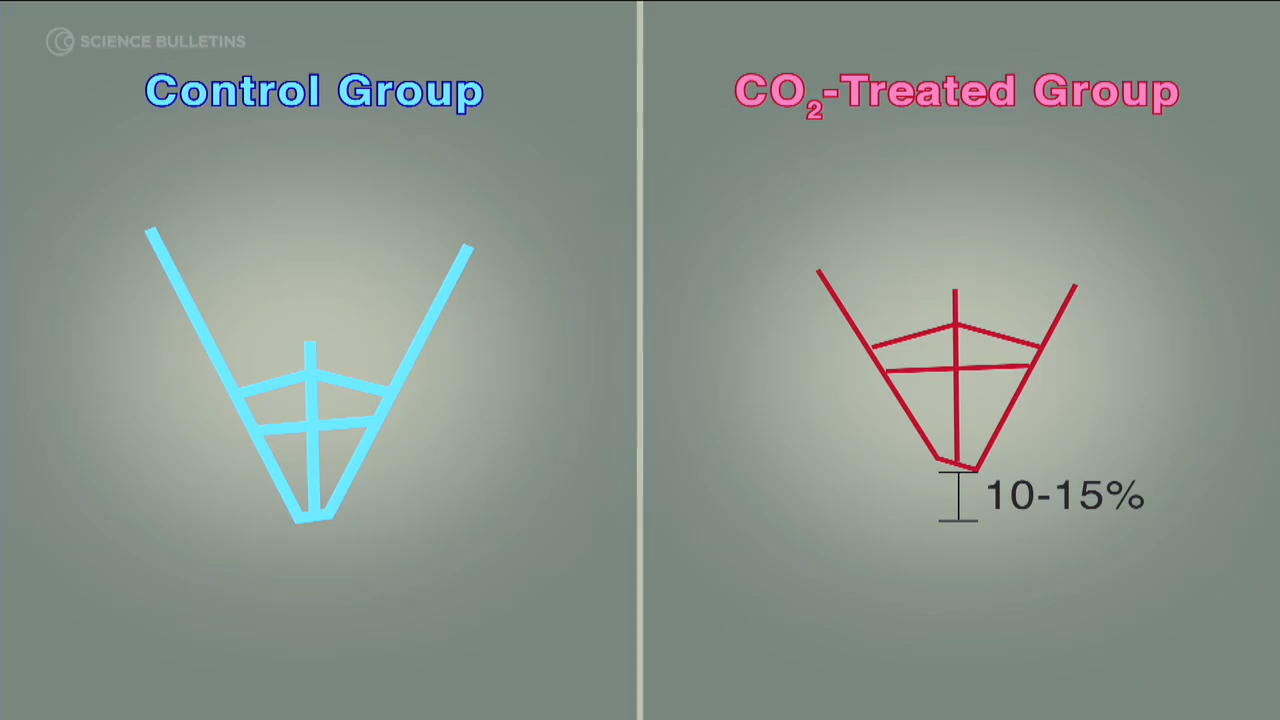 SCIENCE BULLETINS
Control Group
CO₂-Treated Group
10-15%